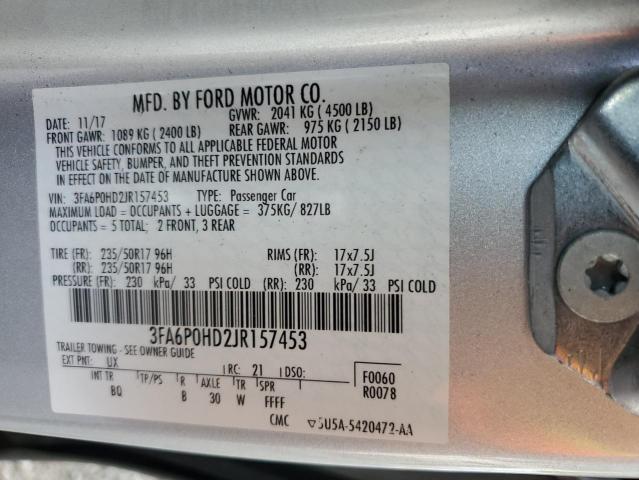 MFD. BY FORD MOTOR CO.
DATE: 11/17 GVWR: 2041 KG ( 4500 LB)
FRONT GAWR: 1089 KG ( 2400 LB) REAR GAWR: 975 KG ( 2150 LB)
THIS VEHICLE CONFORMS TO ALL APPLICABLE FEDERAL MOTOR
VEHICLE SAFETY, BUMPER, AND THEFT PREVENTION STANDARDS
IN EFFECT ON THE DATE OF MANUFACTURE SHOWN ABOVE.
VIN: 3FA6P0HD2JR157453 TYPE: Passenger Car
MAXIMUM LOAD = OCCUPANTS + LUGGAGE = 375KG/ 827LB
OCCUPANTS = 5 TOTAL; 2 FRONT, 3 REAR
TIRE (FR): 235/50R17 96H RIMS (FR): 17x7.5J
(RR): 235/50R17 96H (RR): 17x7.5J
PRESSURE (FR): 230 kPa/ 33 PSI COLD (RR): 230 kPa/ 33 PSI COLD
3FA6P0HD2JR157453
TRAILER TOWING - SEE OWNER GUIDE
EXT PNT: UX RC: 21 DSO: F0060
INT TR TP/PS R AXLE TR SPR R0078
BQ B 30 W FFFF
CMC 5U5A-5420472-AA